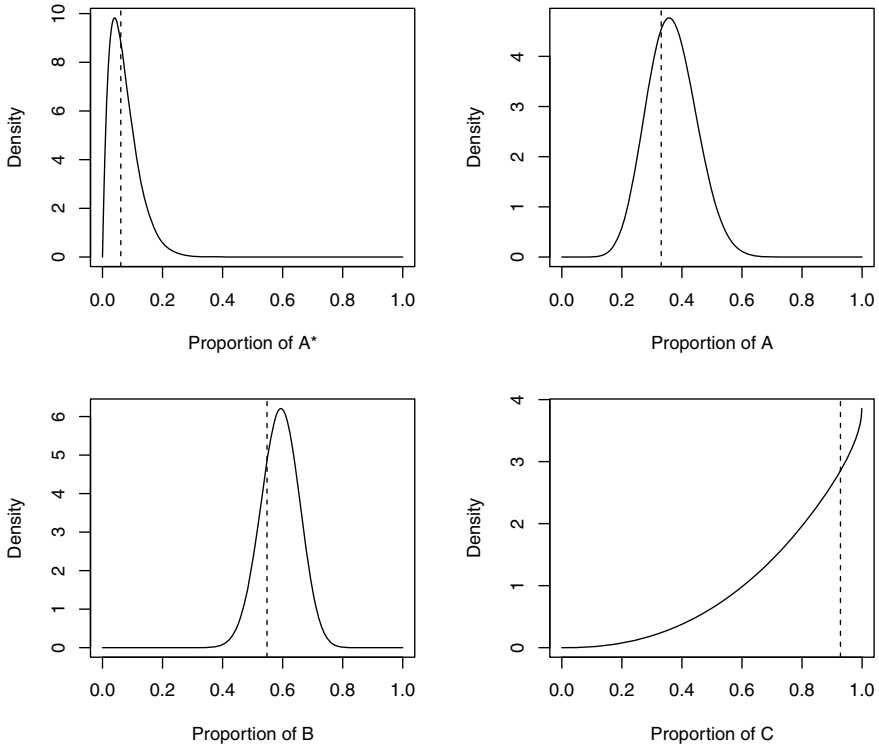 Density
0 2 4 6 8 10
0.0 0.2 0.4 0.6 0.8 1.0
Proportion of A*
Density
0 1 2 3 4
0.0 0.2 0.4 0.6 0.8 1.0
Proportion of A
Density
0 1 2 3 4 5 6
0.0 0.2 0.4 0.6 0.8 1.0
Proportion of B
Density
0 1 2 3 4
0.0 0.2 0.4 0.6 0.8 1.0
Proportion of C